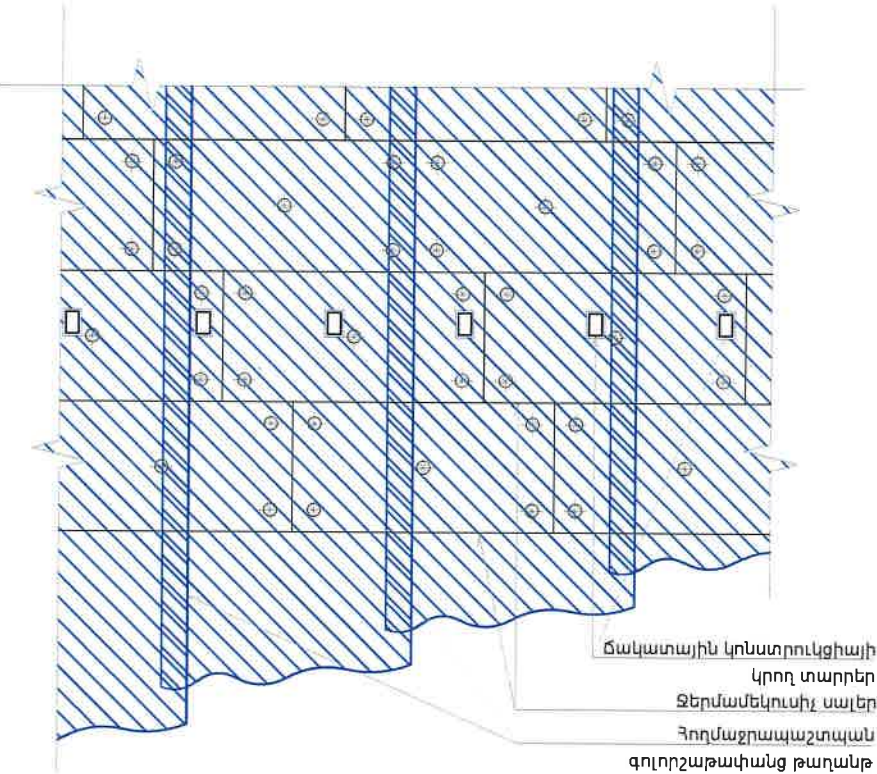 Ճակատային կոնստրուկցիայի
կրող տարրեր
Ջերմամեկուսիչ սալեր
Հողմաջրապաշտպան
գոլորշաթափանց թաղանթ